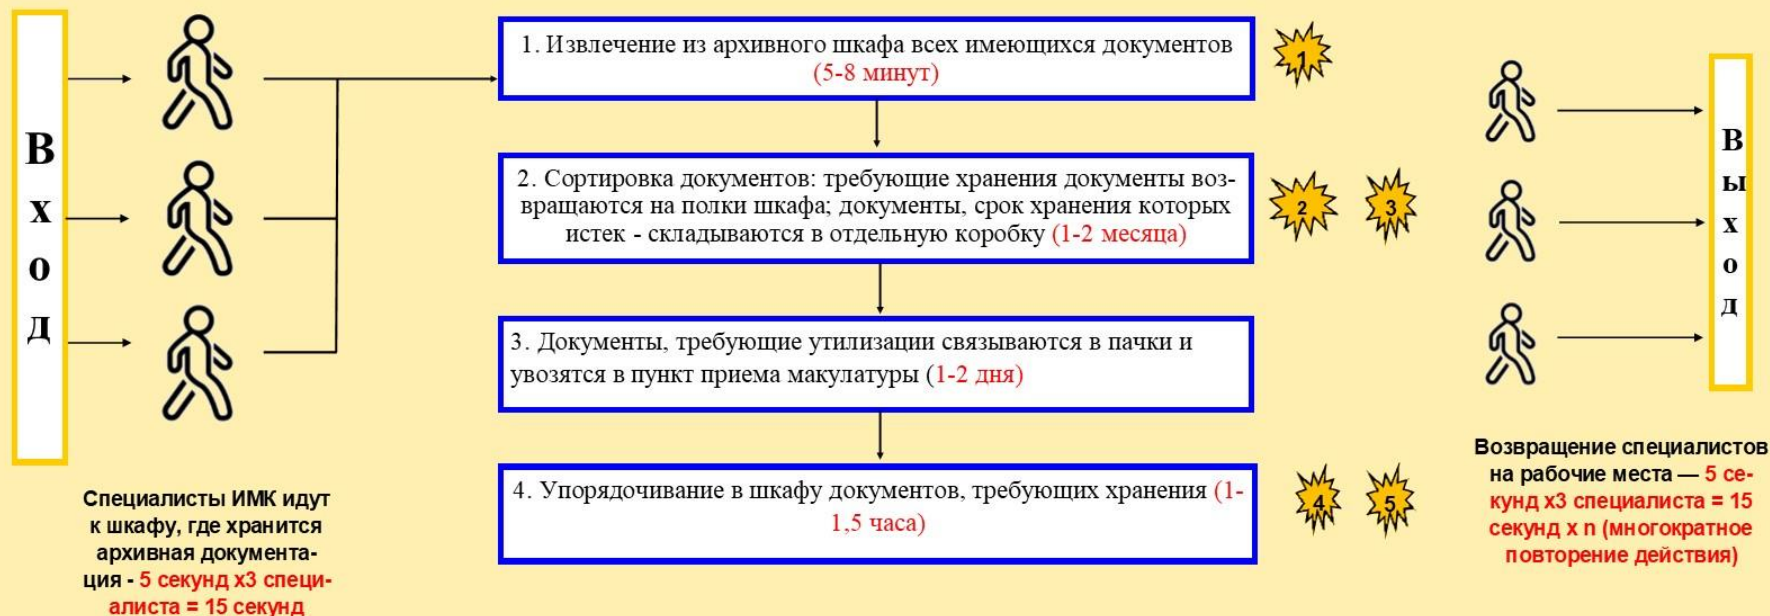 Вход
Специалисты ИМК идут
к шкафу, где хранится
архивная документа-
ция - 5 секунд х3 специ-
алиста = 15 секунд
1. Извлечение из архивного шкафа всех имеющихся документов
(5-8 минут)
1
2. Сортировка документов: требующие хранения документы воз-
вращаются на полки шкафа; документы, срок хранения которых
истек - складываются в отдельную коробку (1-2 месяца)
2
3
3. Документы, требующие утилизации связываются в пачки и
увозятся в пункт приема макулатуры (1-2 дня)
4. Упорядочивание в шкафу документов, требующих хранения (1-
1,5 часа)
4
5
Выход
Возвращение специалистов
на рабочие места — 5 се-
кунд х3 специалиста = 15
секунд х n (многократное
повторение действия)